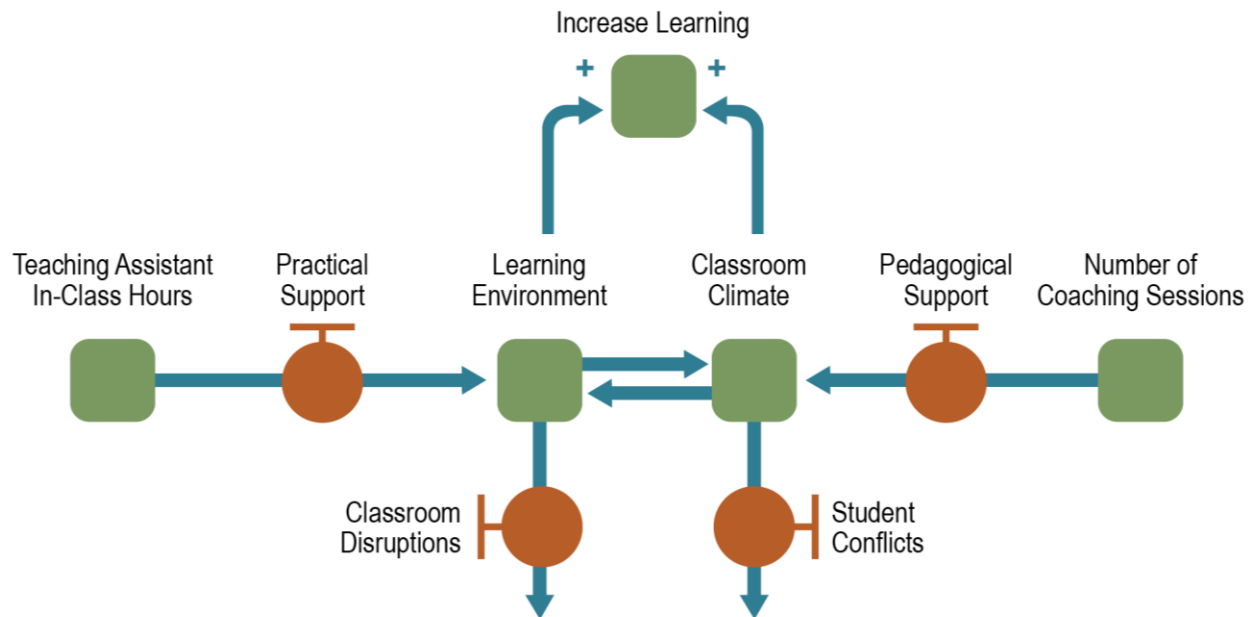 Increase Learning
+ +
Teaching Assistant
In-Class Hours
Practical
Support
Learning
Environment
Classroom
Climate
Pedagogical
Support
Number of
Coaching Sessions
Classroom
Disruptions
Student
Conflicts